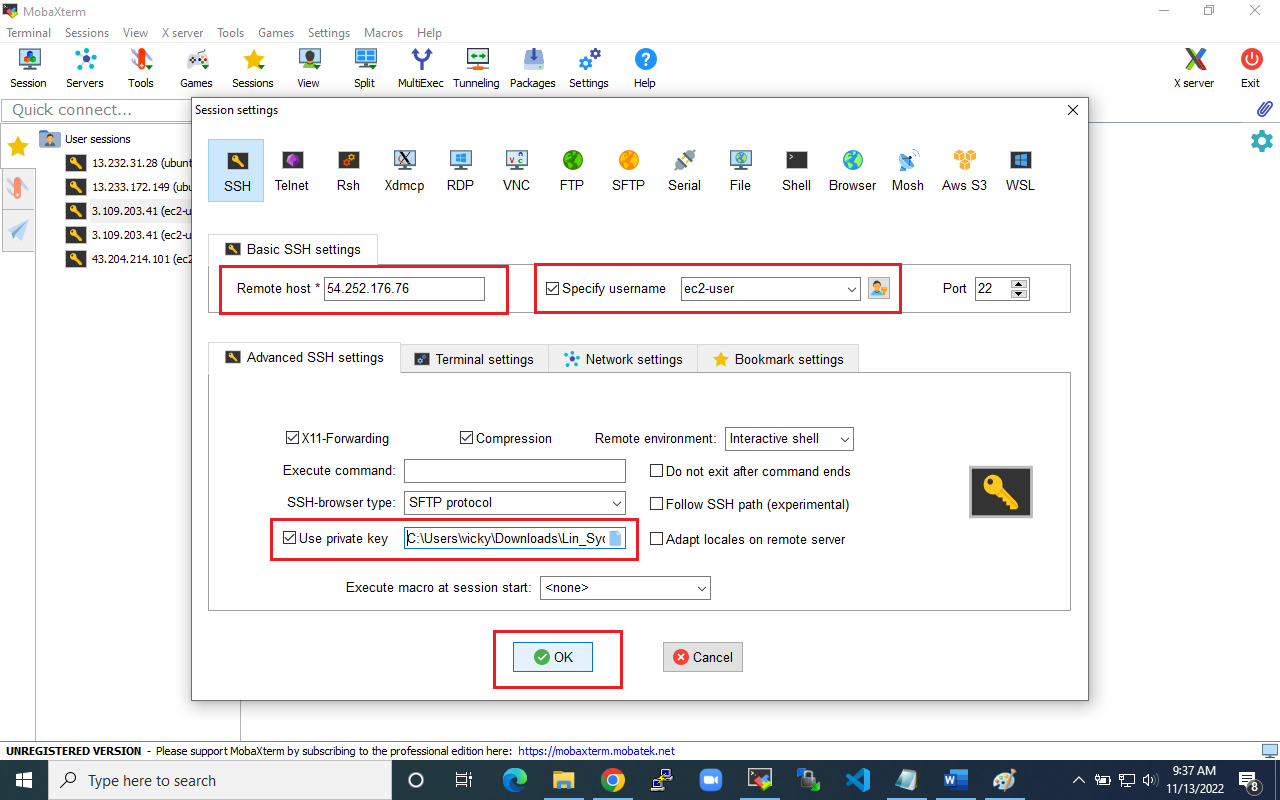 MobaXterm
Terminal Sessions View X server Tools Games Settings Macros Help
Session Servers Tools Games Sessions View Split MultiExec Tunneling Packages Settings Help X server Exit
Quick connect...
Session settings
User sessions
13.232.31.28 (ubunt
13.233.172.149 (ubu
3.109.203.41 (ec2-u
3.109.203.41 (ec2-u
43.204.214.101 (ec2
SSH Telnet Rsh Xdmcp RDP VNC FTP SFTP Serial File Shell Browser Mosh Aws S3 WSL
Basic SSH settings
Remote host * 54.252.176.76 Specify username ec2-user Port 22
Advanced SSH settings Terminal settings Network settings Bookmark settings
X11-Forwarding Compression Remote environment: Interactive shell
Execute command: Do not exit after command ends
SSH-browser type: SFTP protocol Follow SSH path (experimental)
Use private key C:\Users\vicky\Downloads\Lin_Syd Adapt locales on remote server
Execute macro at session start: <none>
OK Cancel
UNREGISTERED VERSION - Please support MobaXterm by subscribing to the professional edition here: https://mobaxterm.mobatek.net
Type here to search
9:37 AM
11/13/2022
8